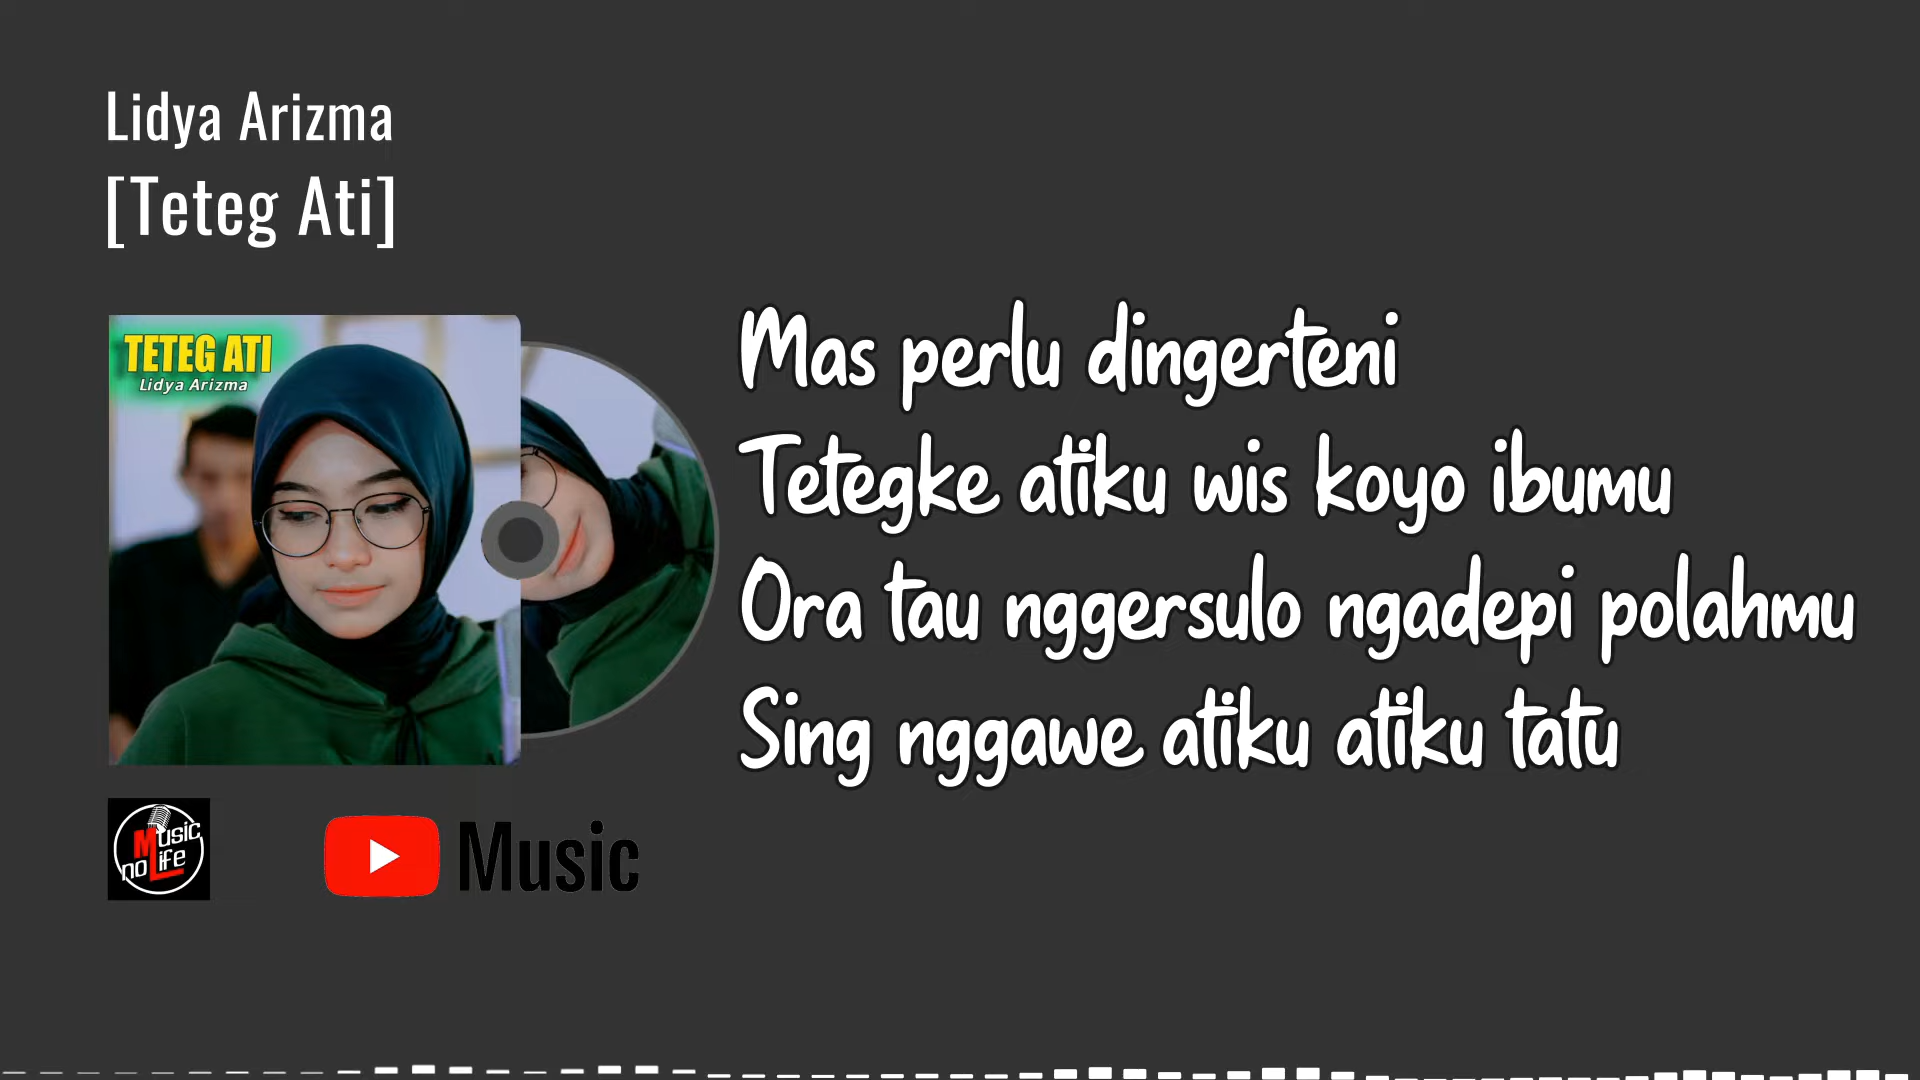 Lidya Arizma
[Teteg Ati]
TETEG ATI
Lidya Arizma
Mas perlu dingerteni
Tetegke atiku wis koyo ibumu
Ora tau nggersulo ngadepi polahmu
Sing nggawe atiku atiku tatu
Music
no Life
Music